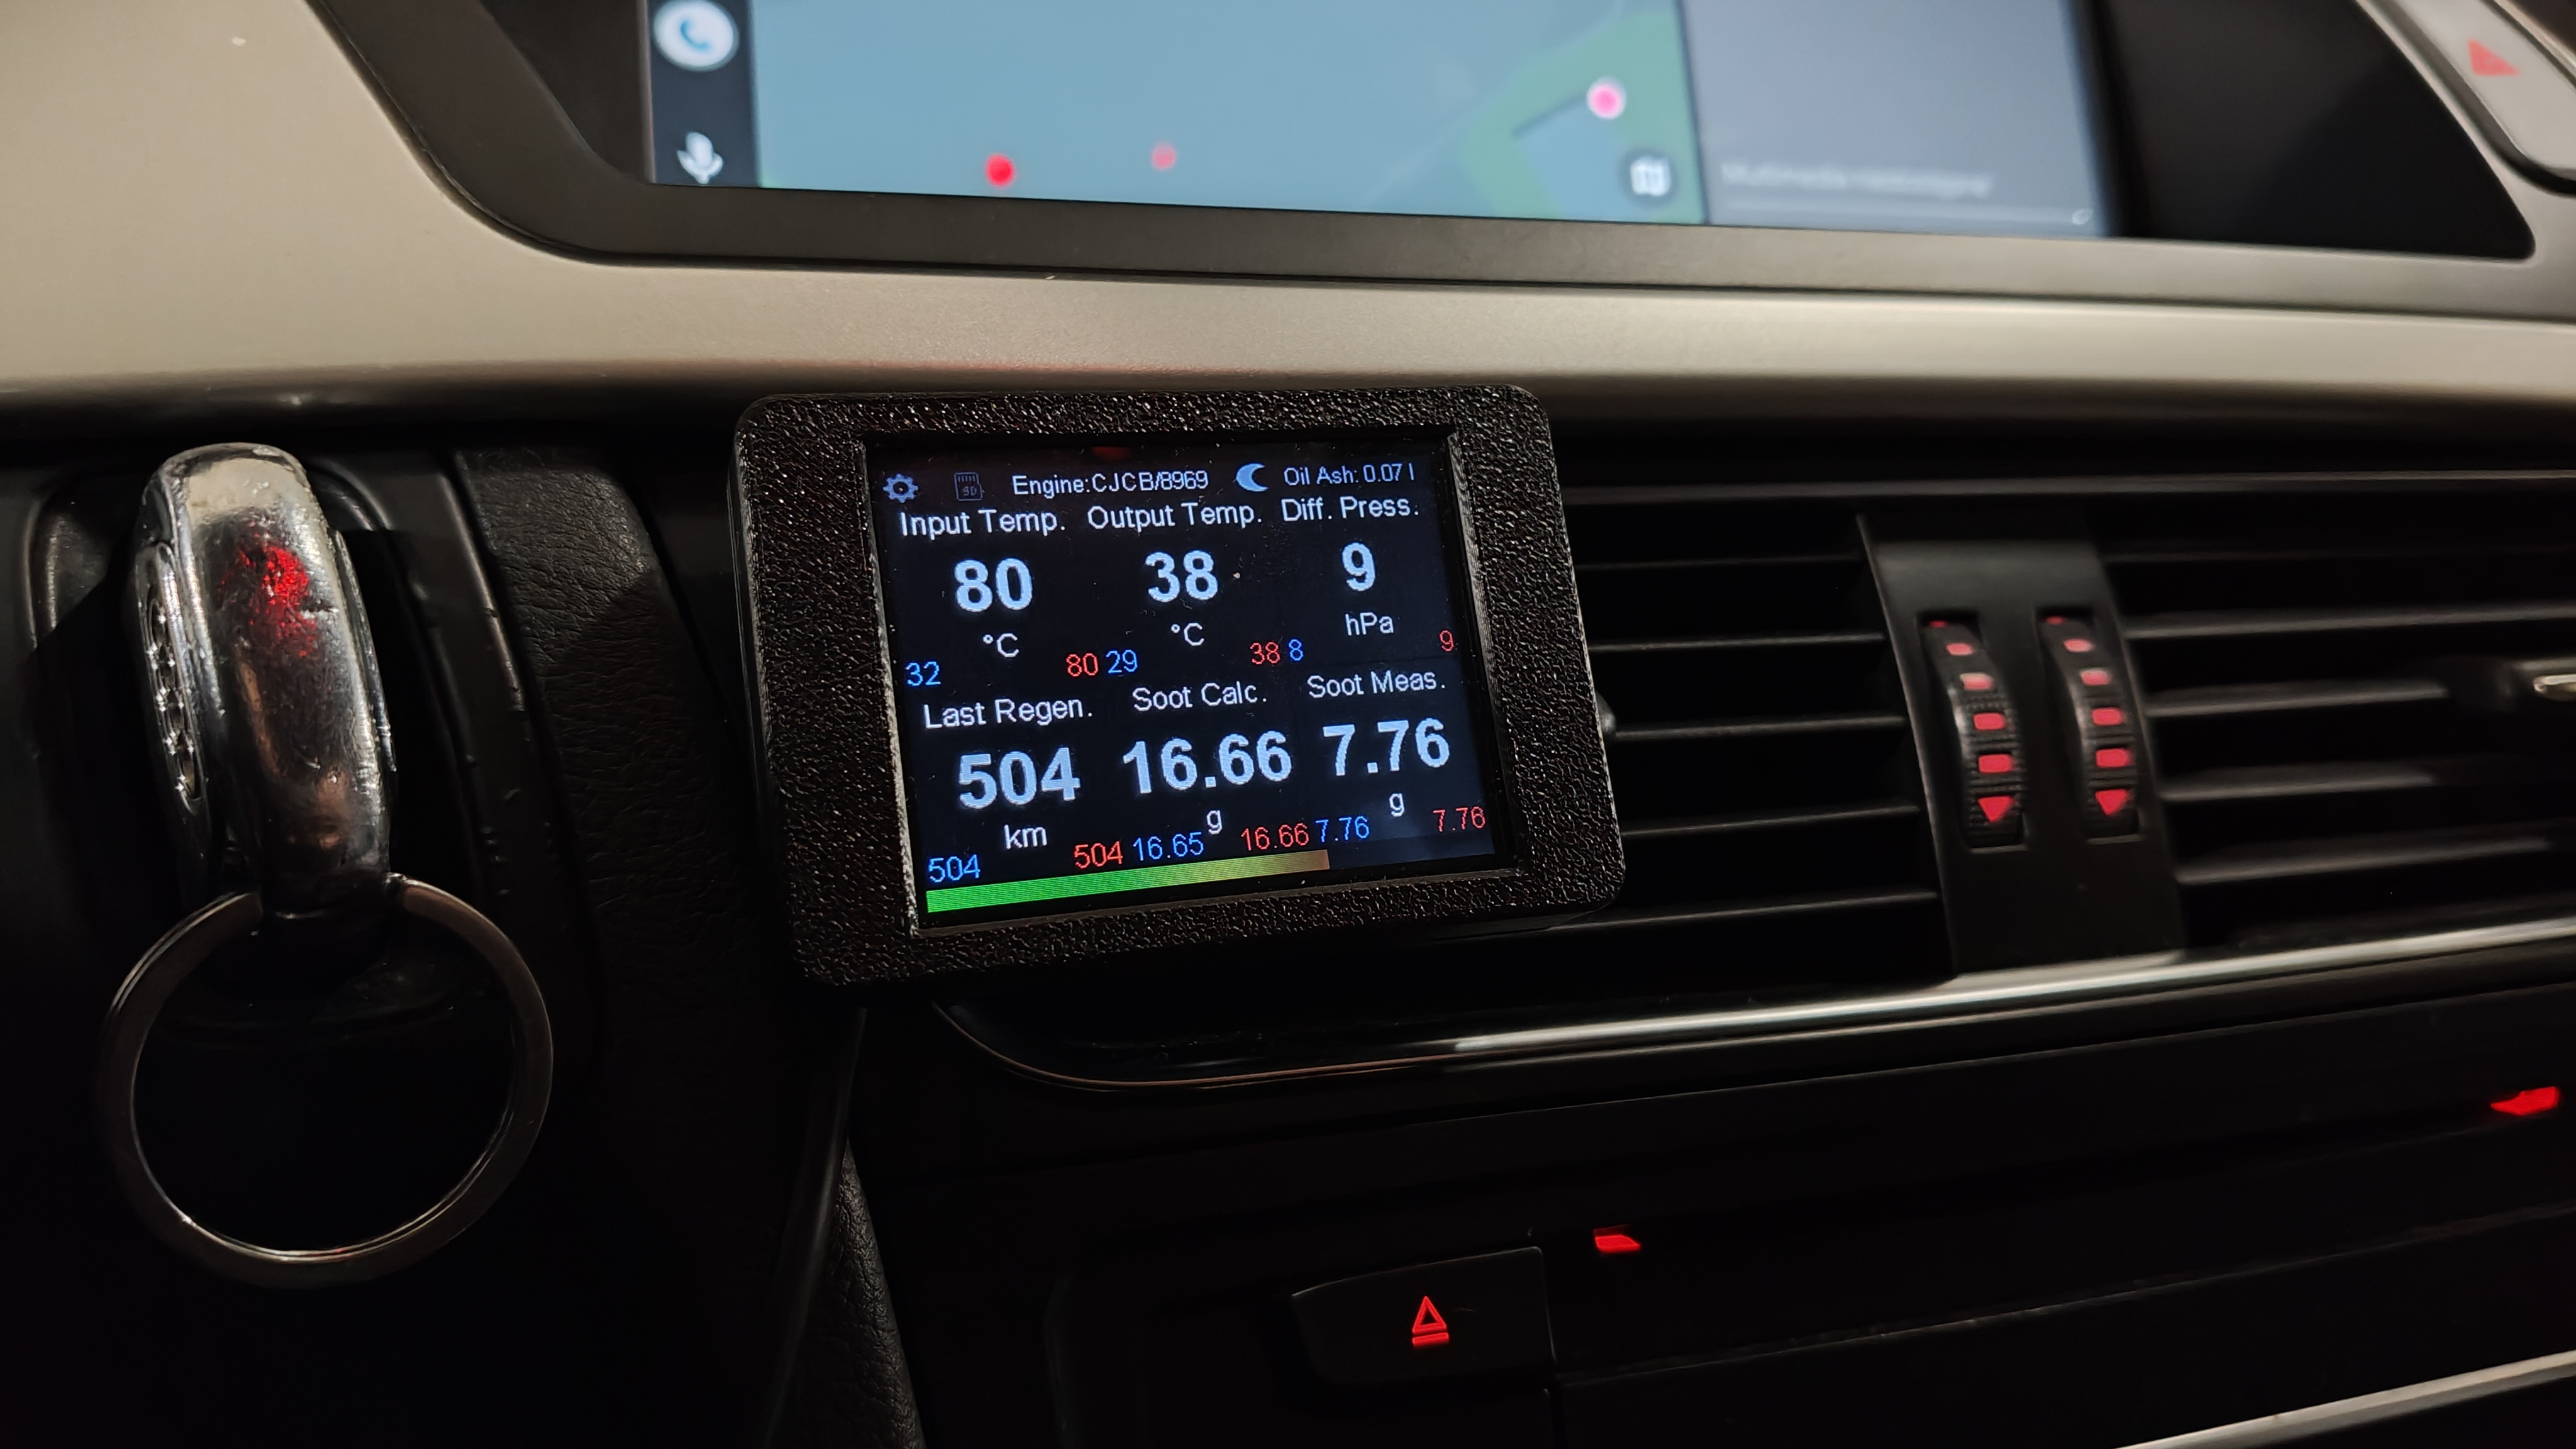 Engine:CJCB/8969 Oil Ash: 0.07 l
Input Temp. Output Temp. Diff. Press.
80 38 9
°C °C hPa
32 80 29 38 8 9
Last Regen. Soot Calc. Soot Meas.
504 16.66 7.76
km g g
504 504 16.65 16.66 7.76 7.76